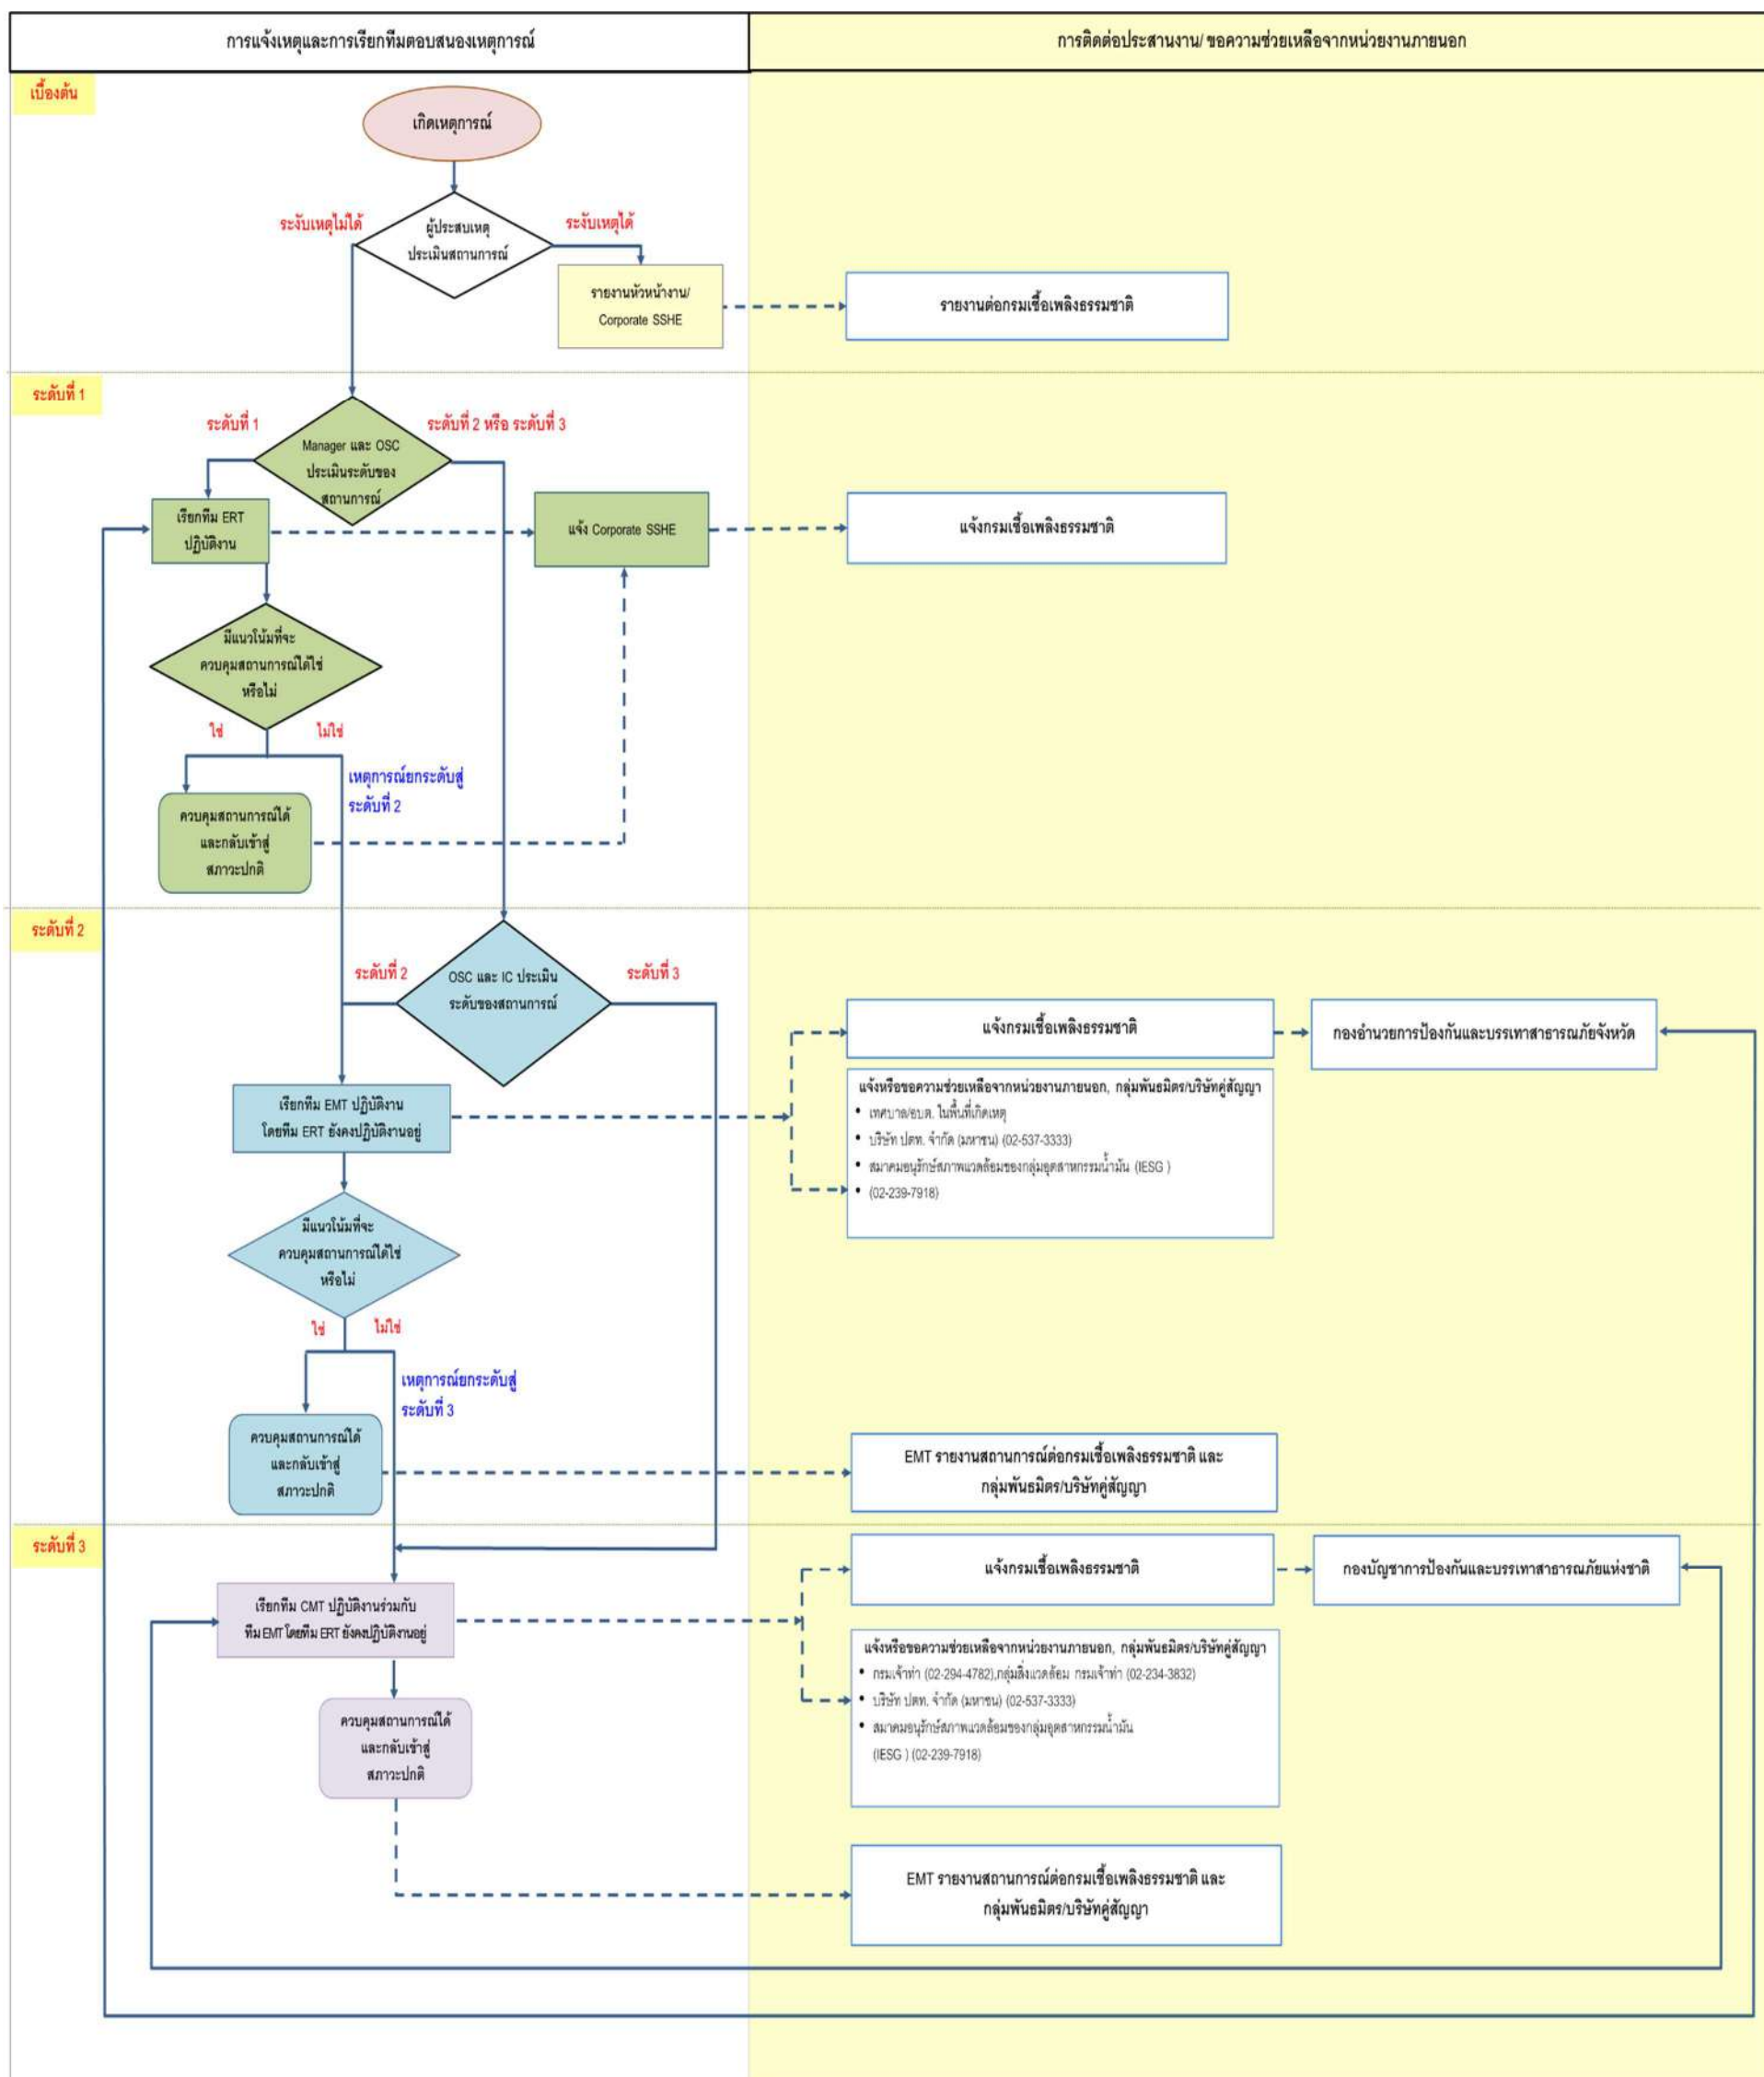 การแจ้งเหตุและการเรียกทีมตอบสนองเหตุการณ์
การติดต่อประสานงาน/ ขอความช่วยเหลือจากหน่วยงานภายนอก
เบื้องต้น
เกิดเหตุการณ์
ระงับเหตุไม่ได้
ระงับเหตุได้
ผู้ประสบเหตุ
ประเมินสถานการณ์
รายงานหัวหน้างาน/
Corporate SSHE
รายงานต่อกรมเชื้อเพลิงธรรมชาติ
ระดับที่ 1
ระดับที่ 1
ระดับที่ 2 หรือ ระดับที่ 3
Manager และ OSC
ประเมินระดับของ
สถานการณ์
เรียกทีม ERT
ปฏิบัติงาน
แจ้ง Corporate SSHE
แจ้งกรมเชื้อเพลิงธรรมชาติ
มีแนวโน้มที่จะ
ควบคุมสถานการณ์ได้ใช่
หรือไม่
ใช่
ไม่ใช่
เหตุการณ์ยกระดับสู่
ระดับที่ 2
ควบคุมสถานการณ์ได้
และกลับเข้าสู่
สภาวะปกติ
ระดับที่ 2
ระดับที่ 2
OSC และ IC ประเมิน
ระดับของสถานการณ์
ระดับที่ 3
แจ้งกรมเชื้อเพลิงธรรมชาติ
กองอำนวยการป้องกันและบรรเทาสาธารณภัยจังหวัด
เรียกทีม EMT ปฏิบัติงาน
โดยทีม ERT ยังคงปฏิบัติงานอยู่
แจ้งหรือขอความช่วยเหลือจากหน่วยงานภายนอก, กลุ่มพันธมิตร/บริษัทคู่สัญญา
• เทศบาล/อบต. ในพื้นที่เกิดเหตุ
• บริษัท ปตท. จำกัด (มหาชน) (02-537-3333)
• สมาคมอนุรักษ์สภาพแวดล้อมของกลุ่มอุตสาหกรรมน้ำมัน (IESG )
• (02-239-7918)
มีแนวโน้มที่จะ
ควบคุมสถานการณ์ได้ใช่
หรือไม่
ใช่
ไม่ใช่
เหตุการณ์ยกระดับสู่
ระดับที่ 3
ควบคุมสถานการณ์ได้
และกลับเข้าสู่
สภาวะปกติ
EMT รายงานสถานการณ์ต่อกรมเชื้อเพลิงธรรมชาติ และ
กลุ่มพันธมิตร/บริษัทคู่สัญญา
ระดับที่ 3
แจ้งกรมเชื้อเพลิงธรรมชาติ
กองบัญชาการป้องกันและบรรเทาสาธารณภัยแห่งชาติ
เรียกทีม CMT ปฏิบัติงานร่วมกับ
ทีม EMT โดยทีม ERT ยังคงปฏิบัติงานอยู่
แจ้งหรือขอความช่วยเหลือจากหน่วยงานภายนอก, กลุ่มพันธมิตร/บริษัทคู่สัญญา
• กรมเจ้าท่า (02-294-4782),กลุ่มสิ่งแวดล้อม กรมเจ้าท่า (02-234-3832)
• บริษัท ปตท. จำกัด (มหาชน) (02-537-3333)
• สมาคมอนุรักษ์สภาพแวดล้อมของกลุ่มอุตสาหกรรมน้ำมัน
(IESG ) (02-239-7918)
ควบคุมสถานการณ์ได้
และกลับเข้าสู่
สภาวะปกติ
EMT รายงานสถานการณ์ต่อกรมเชื้อเพลิงธรรมชาติ และ
กลุ่มพันธมิตร/บริษัทคู่สัญญา